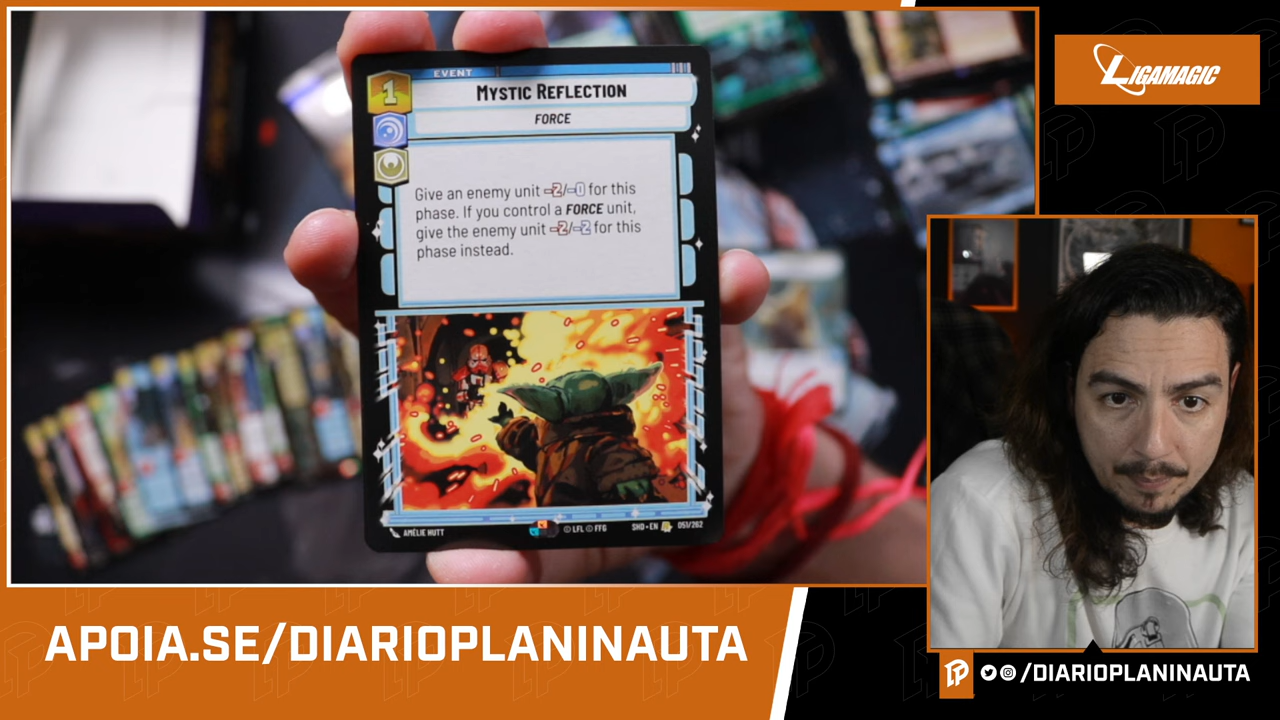 EVENT
1
MYSTIC REFLECTION
FORCE
Give an enemy unit -2/-0 for this
phase. If you control a FORCE unit,
give the enemy unit -2/-2 for this
phase instead.
AMÉLIE HUTT
© LFL © FFG
SHD • EN
051/262
LIGAMAGIC
APOIA.SE/DIARIOPLANINAUTA
/DIARIOPLANINAUTA